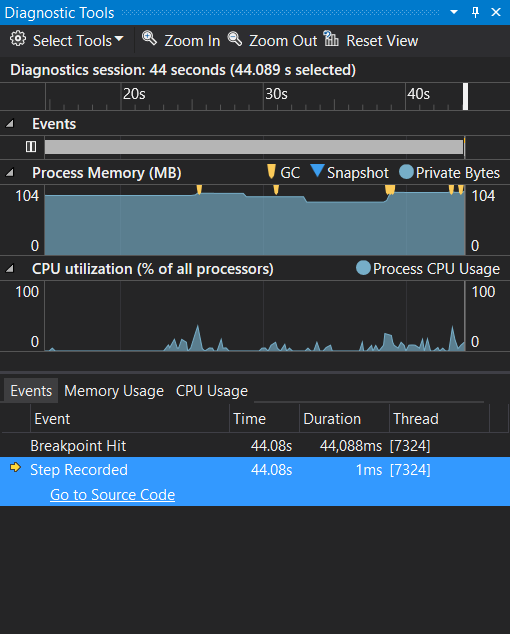 Diagnostic Tools
Select Tools Zoom In Zoom Out Reset View
Diagnostics session: 44 seconds (44.089 s selected)
20s 30s 40s
Events
Process Memory (MB) GC Snapshot Private Bytes
104 104
0 0
CPU utilization (% of all processors) Process CPU Usage
100 100
0 0
Events Memory Usage CPU Usage
Event Time Duration Thread
Breakpoint Hit 44.08s 44,088ms [7324]
Step Recorded 44.08s 1ms [7324]
Go to Source Code